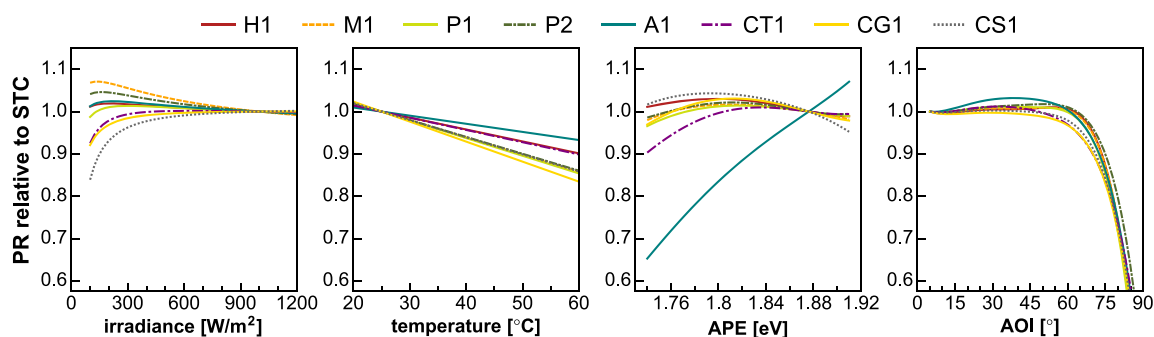 H1 M1 P1 P2 A1 CT1 CG1 CS1
PR relative to STC
1.1 1.0 0.9 0.8 0.7 0.6
0 300 600 900 1200
irradiance [W/m²]
1.1 1.0 0.9 0.8 0.7 0.6
20 30 40 50 60
temperature [°C]
1.1 1.0 0.9 0.8 0.7 0.6
1.76 1.8 1.84 1.88 1.92
APE [eV]
1.1 1.0 0.9 0.8 0.7 0.6
0 15 30 45 60 75 90
AOI [°]